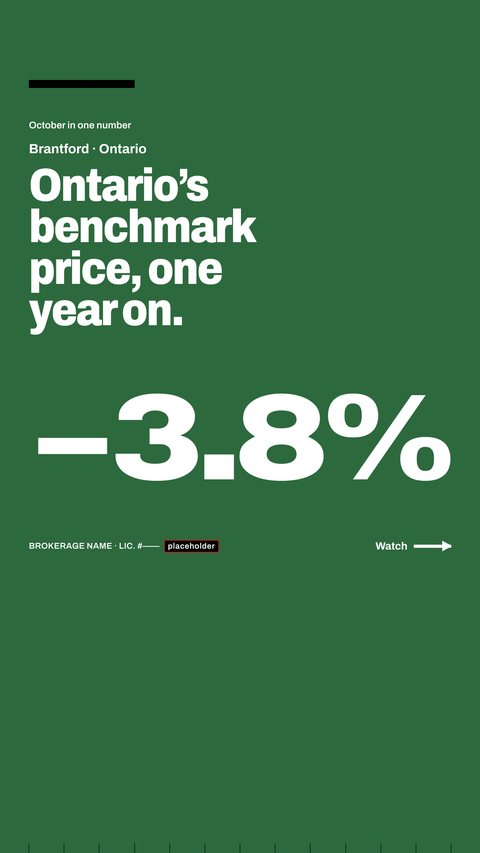 October in one number
Brantford · Ontario
Ontario’s
benchmark
price, one
year on.
–3.8%
BROKERAGE NAME · LIC. #—— placeholder
Watch